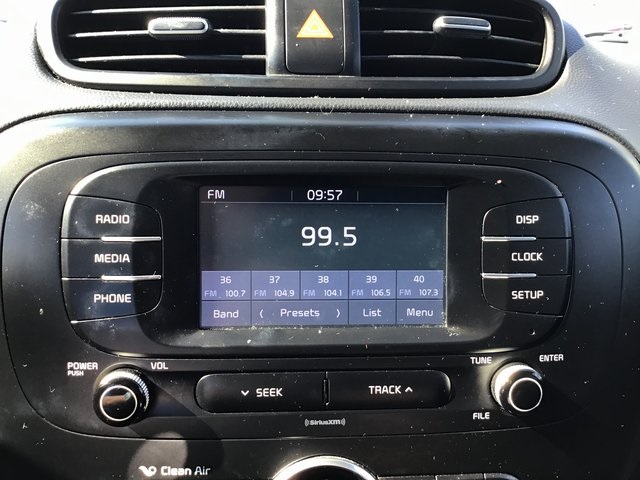 FM 09:57
99.5
36 37 38 39 40
FM 100.7 FM 104.9 FM 104.1 FM 106.5 FM 107.3
Band < Presets > List Menu
RADIO
MEDIA
PHONE
DISP
CLOCK
SETUP
POWER
PUSH
VOL
SEEK
TRACK
TUNE
ENTER
FILE
((SiriusXM))
Clean Air